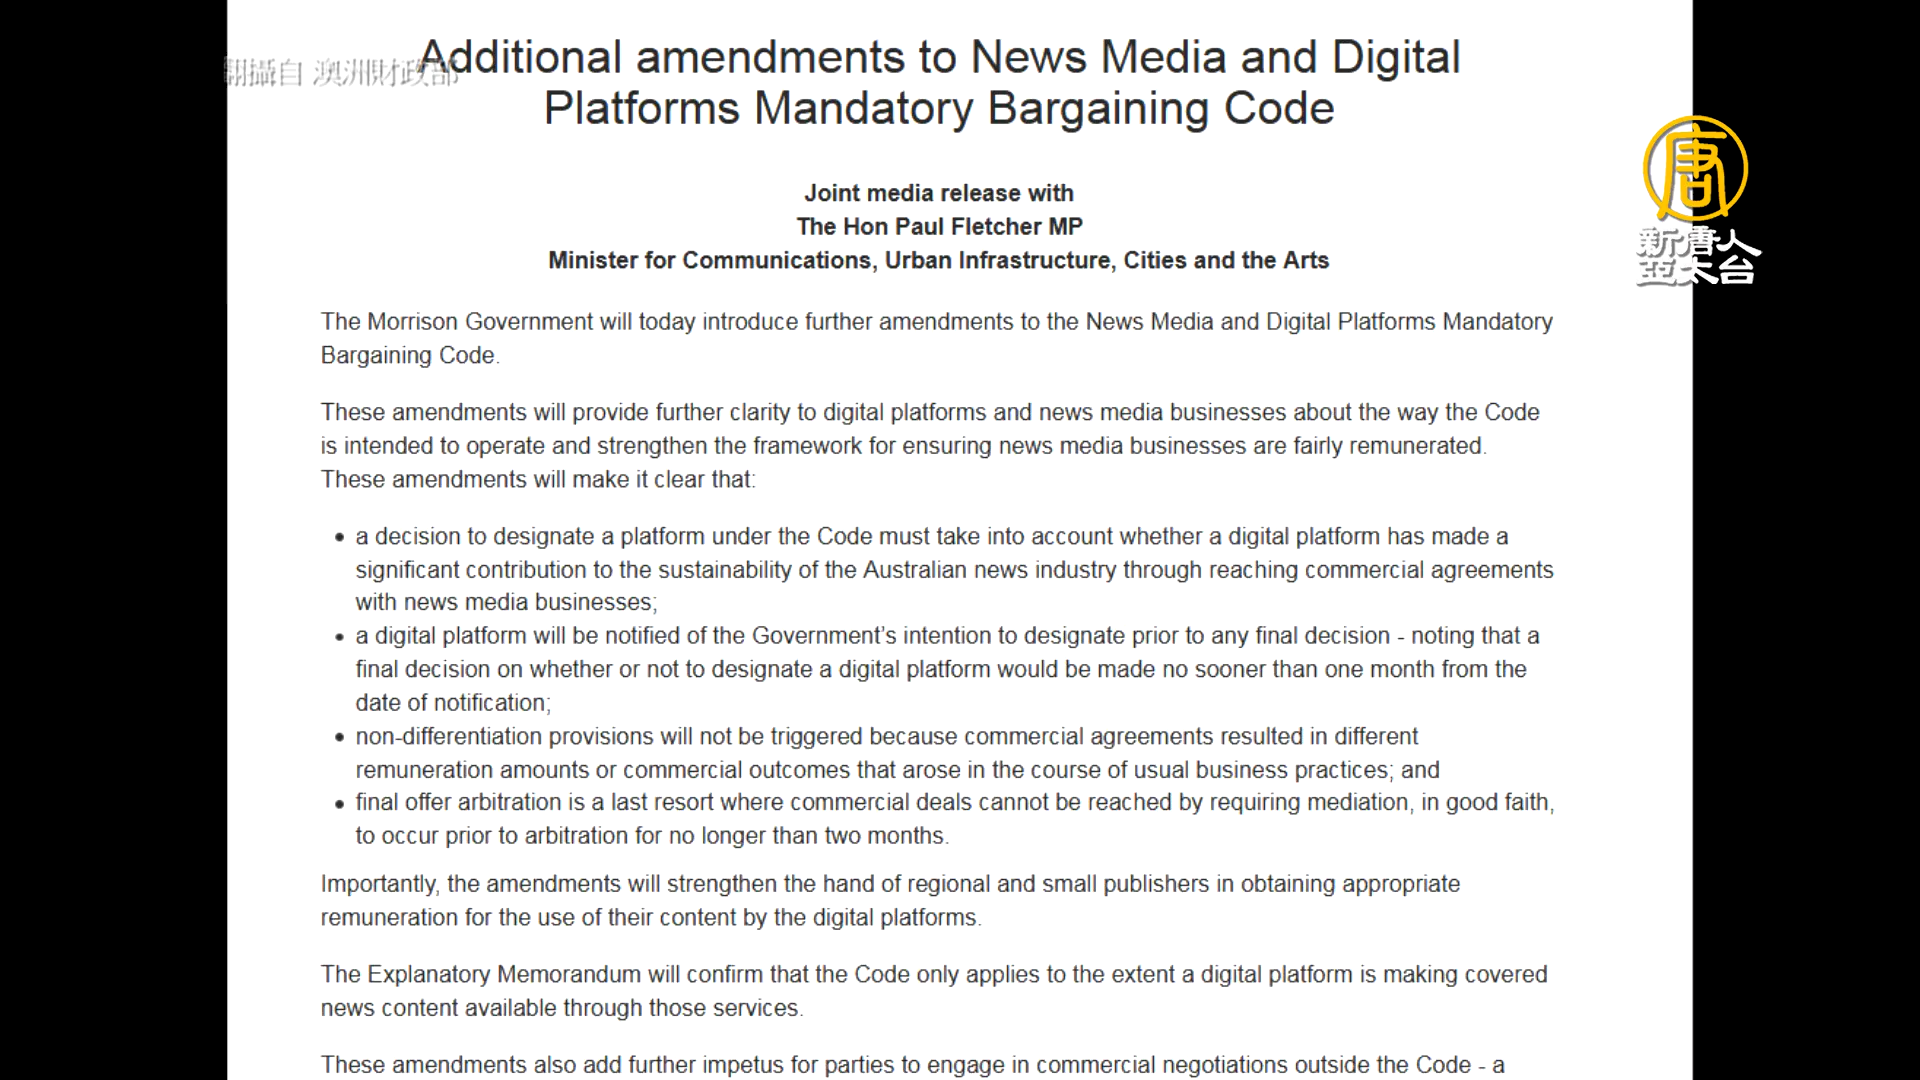 Additional amendments to News Media and Digital
翻攝自 澳洲財政部
Platforms Mandatory Bargaining Code
唐
新唐人
亞太台
Joint media release with
The Hon Paul Fletcher MP
Minister for Communications, Urban Infrastructure, Cities and the Arts
The Morrison Government will today introduce further amendments to the News Media and Digital Platforms Mandatory
Bargaining Code.
These amendments will provide further clarity to digital platforms and news media businesses about the way the Code
is intended to operate and strengthen the framework for ensuring news media businesses are fairly remunerated.
These amendments will make it clear that:
• a decision to designate a platform under the Code must take into account whether a digital platform has made a
significant contribution to the sustainability of the Australian news industry through reaching commercial agreements
with news media businesses;
• a digital platform will be notified of the Government’s intention to designate prior to any final decision - noting that a
final decision on whether or not to designate a digital platform would be made no sooner than one month from the
date of notification;
• non-differentiation provisions will not be triggered because commercial agreements resulted in different
remuneration amounts or commercial outcomes that arose in the course of usual business practices; and
• final offer arbitration is a last resort where commercial deals cannot be reached by requiring mediation, in good faith,
to occur prior to arbitration for no longer than two months.
Importantly, the amendments will strengthen the hand of regional and small publishers in obtaining appropriate
remuneration for the use of their content by the digital platforms.
The Explanatory Memorandum will confirm that the Code only applies to the extent a digital platform is making covered
news content available through those services.
These amendments also add further impetus for parties to engage in commercial negotiations outside the Code - a